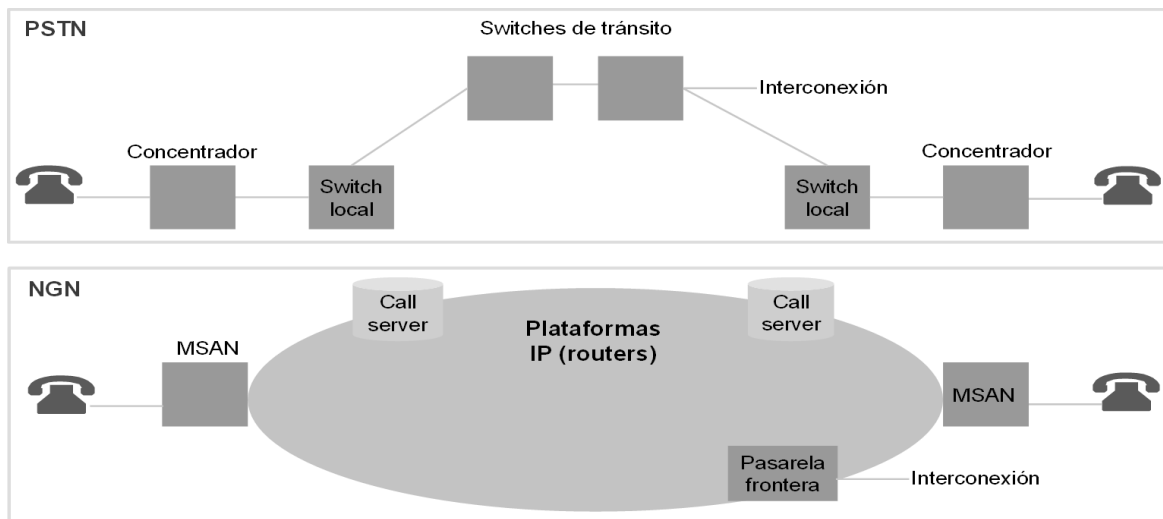 PSTN
Switches de tránsito
Interconexión
Concentrador
Concentrador
Switch
local
Switch
local
NGN
Call
server
Call
server
Plataformas
IP (routers)
MSAN
MSAN
Pasarela
frontera
Interconexión